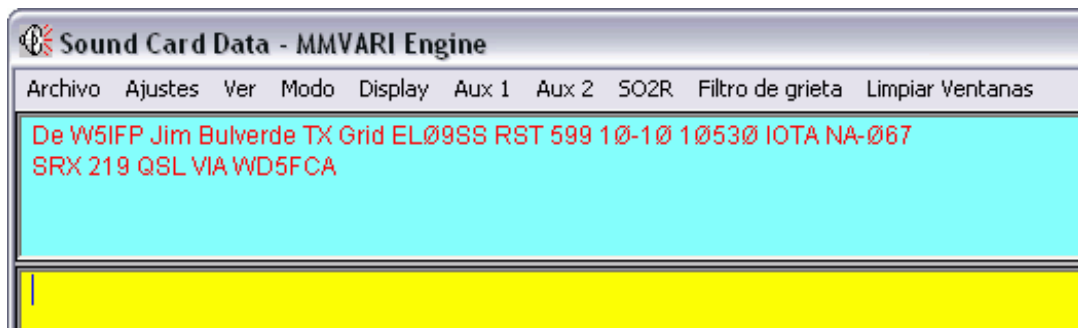 Sound Card Data - MMVARI Engine
Archivo Ajustes Ver Modo Display Aux 1 Aux 2 SO2R Filtro de grieta Limpiar Ventanas
De W5IFP Jim Bulverde TX Grid ELØ9SS RST 599 1Ø-1Ø 1Ø53Ø IOTA NA-Ø67
SRX 219 QSL VIA WD5FCA